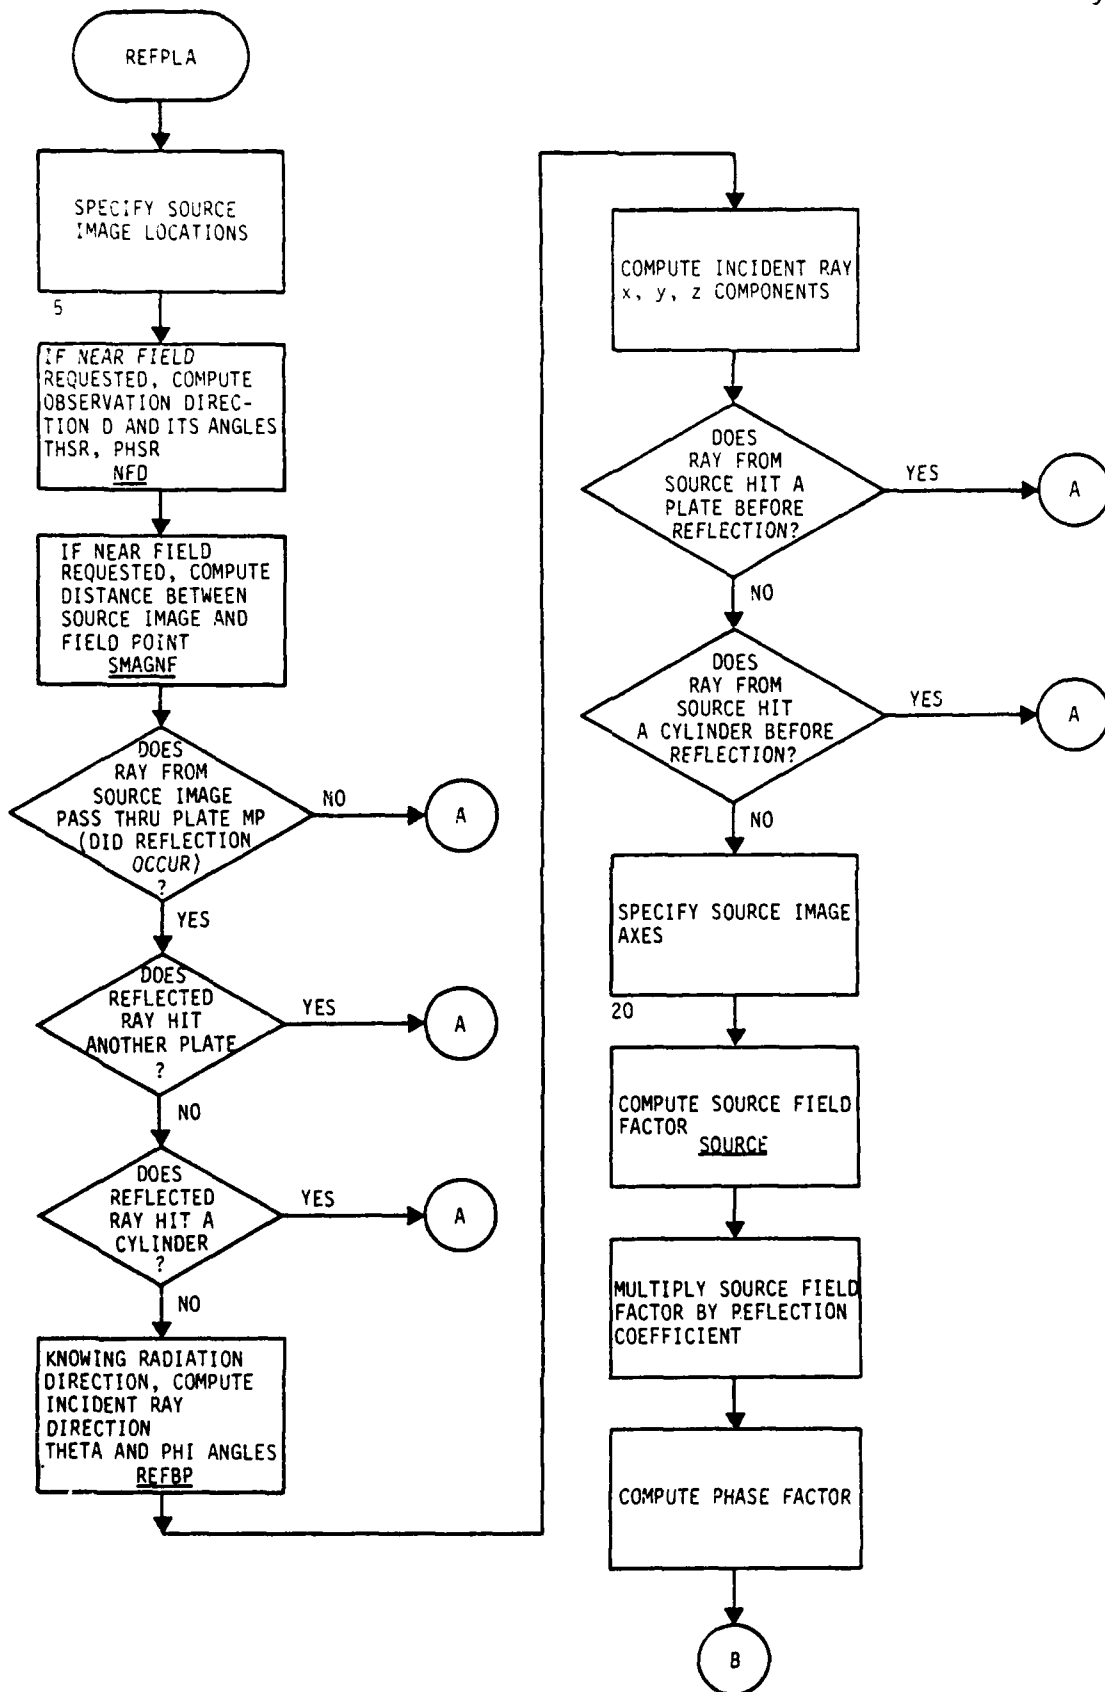 REFPLA
SPECIFY SOURCE
IMAGE LOCATIONS
5
IF NEAR FIELD
REQUESTED, COMPUTE
OBSERVATION DIREC-
TION D AND ITS ANGLES
THSR, PHSR
NFD
IF NEAR FIELD
REQUESTED, COMPUTE
DISTANCE BETWEEN
SOURCE IMAGE AND
FIELD POINT
SMAGNF
DOES
RAY FROM
SOURCE IMAGE
PASS THRU PLATE MP
(DID REFLECTION
OCCUR)
?
NO
A
YES
DOES
REFLECTED
RAY HIT
ANOTHER PLATE
?
YES
A
NO
DOES
REFLECTED
RAY HIT A
CYLINDER
?
YES
A
NO
KNOWING RADIATION
DIRECTION, COMPUTE
INCIDENT RAY
DIRECTION
THETA AND PHI ANGLES
REFBP
COMPUTE INCIDENT RAY
x, y, z COMPONENTS
DOES
RAY FROM
SOURCE HIT A
PLATE BEFORE
REFLECTION?
YES
A
NO
DOES
RAY FROM
SOURCE HIT
A CYLINDER BEFORE
REFLECTION?
YES
A
NO
SPECIFY SOURCE IMAGE
AXES
20
COMPUTE SOURCE FIELD
FACTOR
SOURCE
MULTIPLY SOURCE FIELD
FACTOR BY REFLECTION
COEFFICIENT
COMPUTE PHASE FACTOR
B